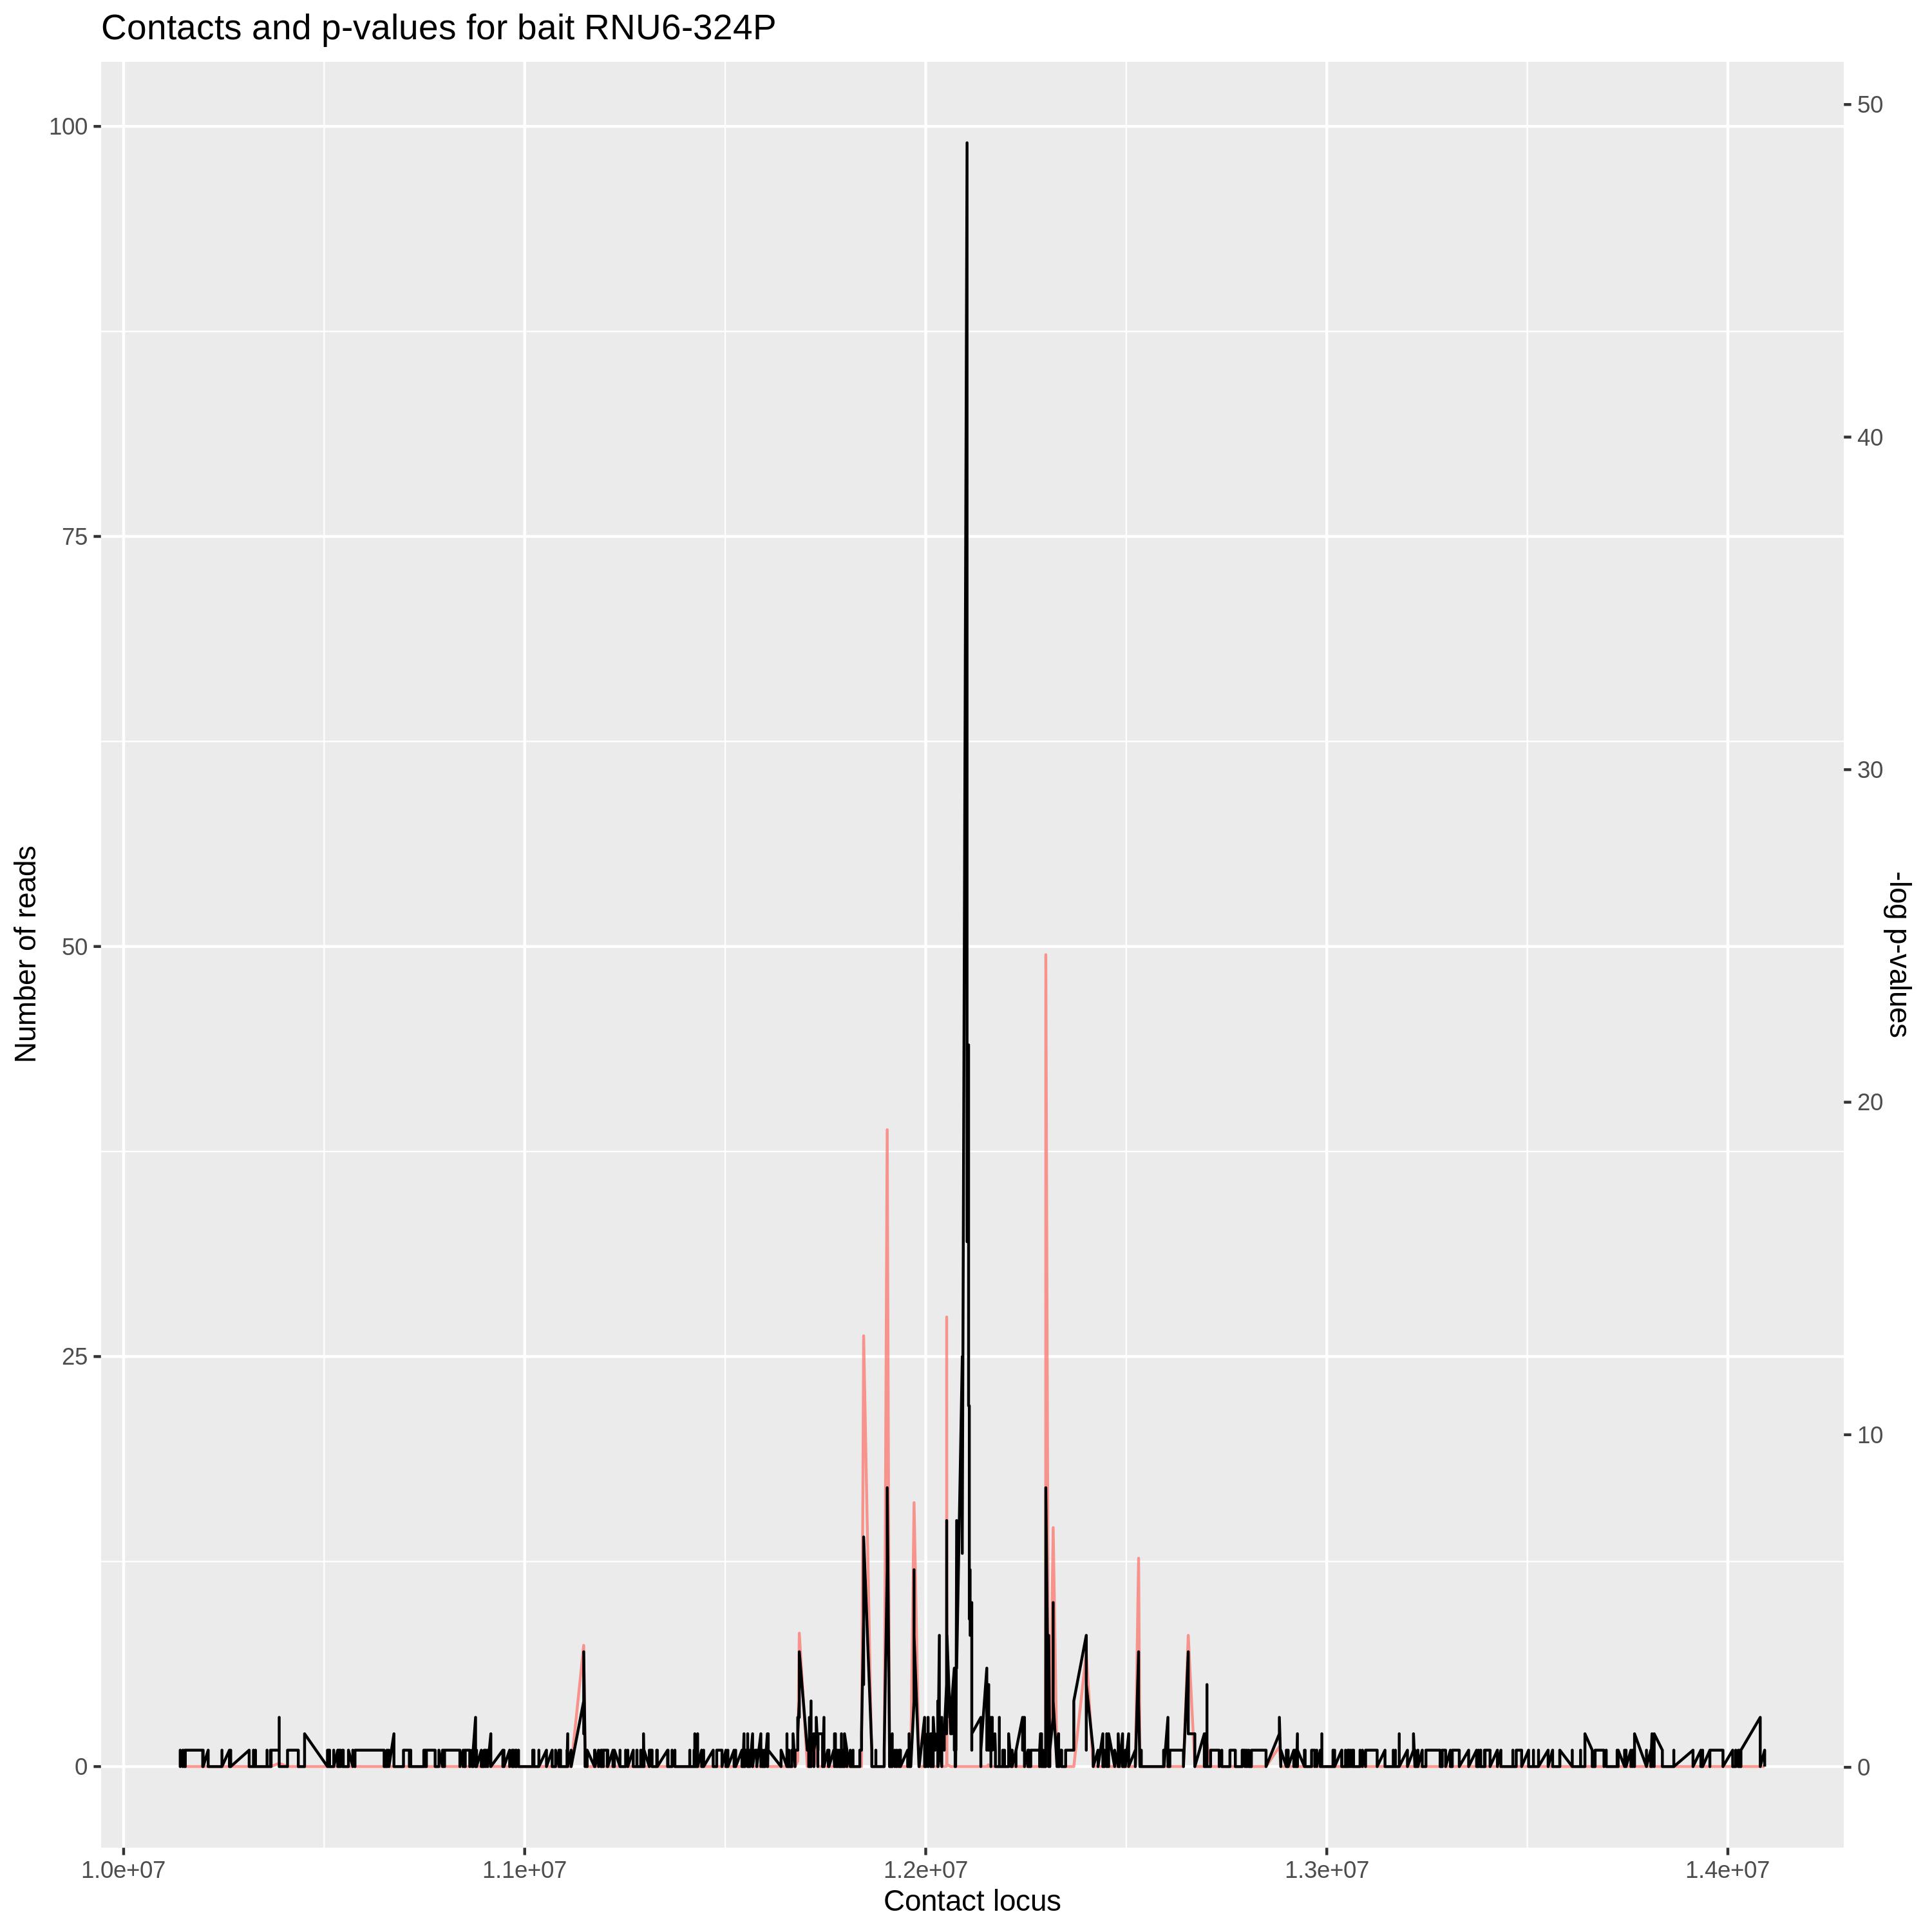 Contacts and p-values for bait RNU6-324P
100
75
50
25
0
Number of reads
50
40
30
20
10
0
-log p-values
1.0e+07
1.1e+07
1.2e+07
1.3e+07
1.4e+07
Contact locus